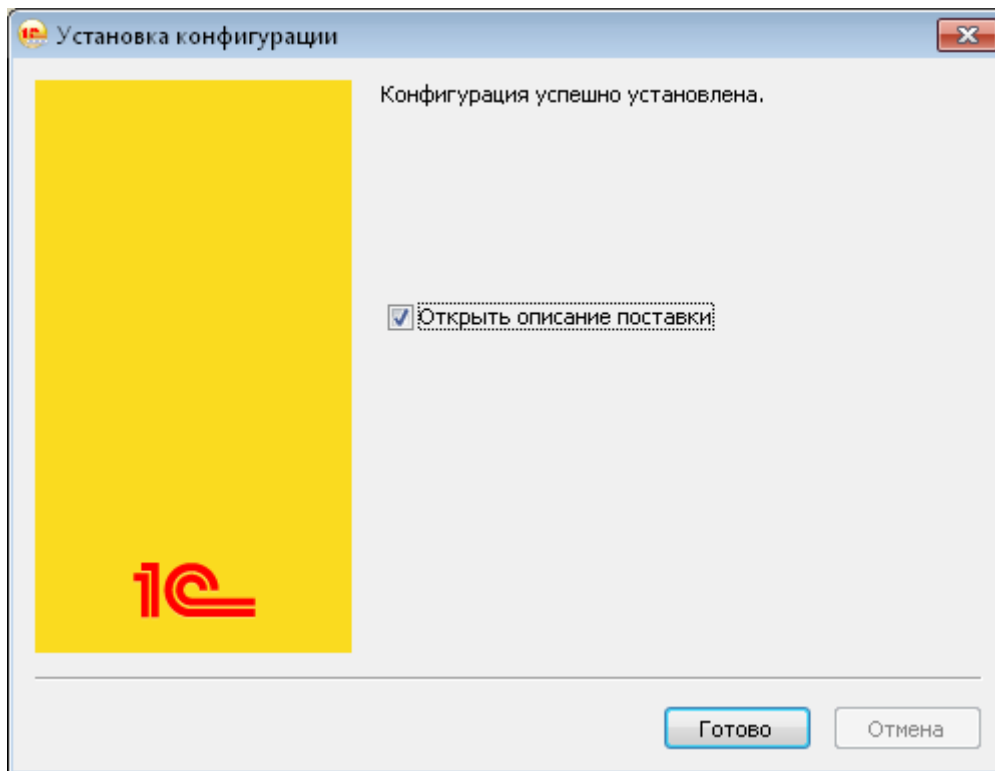 Установка конфигурации
Конфигурация успешно установлена.
Открыть описание поставки
1С
Готово
Отмена